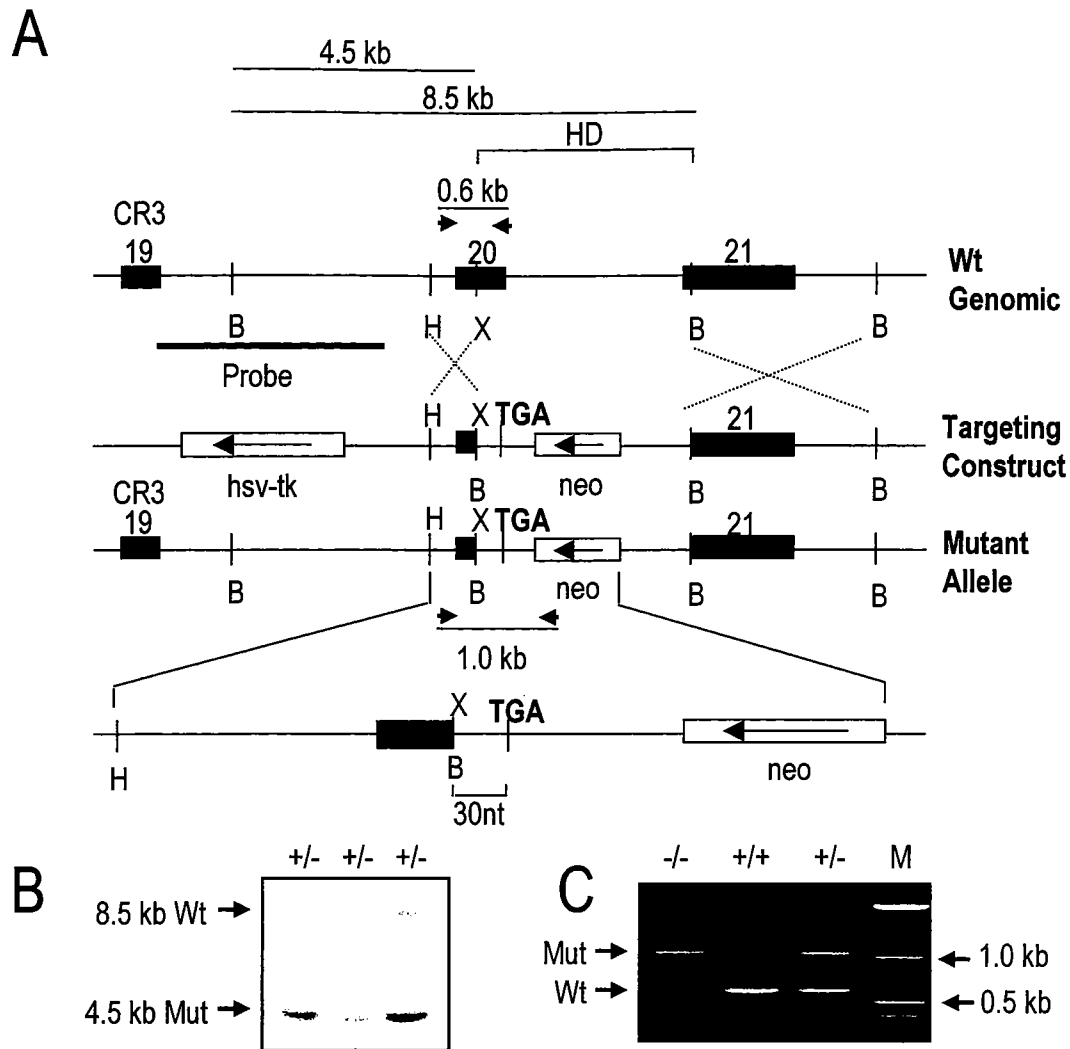 A
4.5 kb
8.5 kb
HD
0.6 kb
CR3
19
20
21
Wt
Genomic
B
H
X
B
B
Probe
H
X
TGA
21
Targeting
Construct
hsv-tk
B
neo
B
B
CR3
19
H
X
TGA
21
Mutant
Allele
B
B
neo
B
B
1.0 kb
X
TGA
H
B
neo
30nt
B
+/- +/- +/-
8.5 kb Wt
4.5 kb Mut
C
-/- +/+ +/- M
Mut
Wt
1.0 kb
0.5 kb